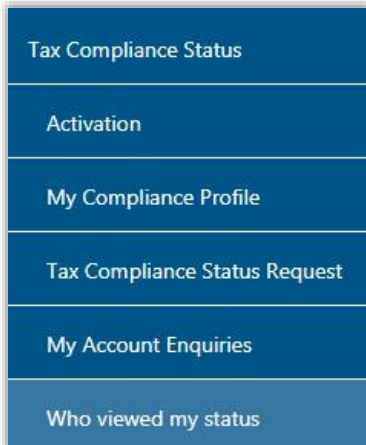 Tax Compliance Status
Activation
My Compliance Profile
Tax Compliance Status Request
My Account Enquiries
Who viewed my status